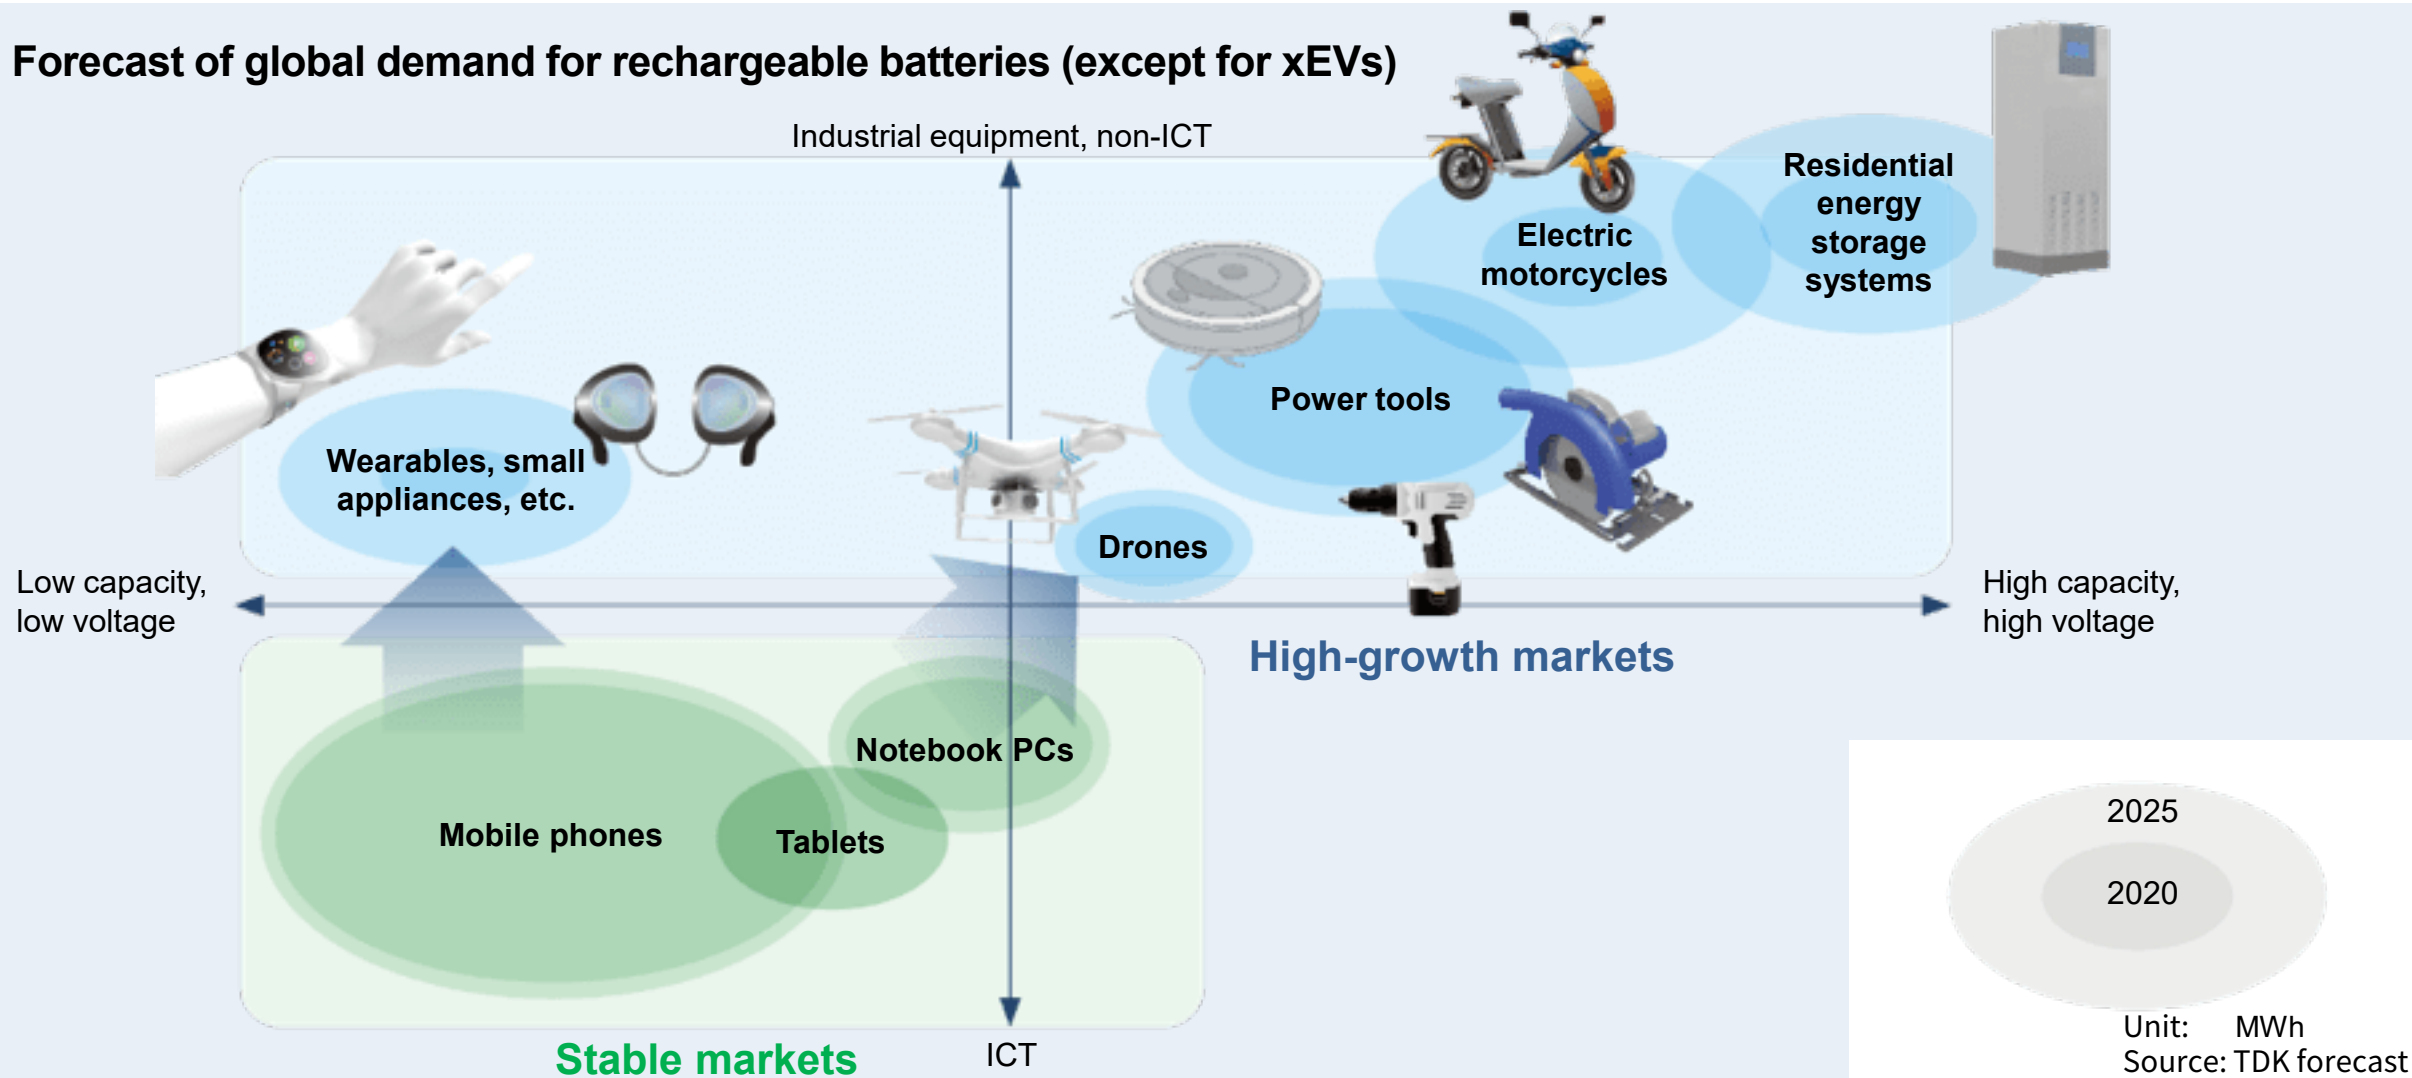 Forecast of global demand for rechargeable batteries (except for xEVs)
Industrial equipment, non-ICT
Residential
energy
storage
systems
Electric
motorcycles
Power tools
Wearables, small
appliances, etc.
Drones
Low capacity,
low voltage
High capacity,
high voltage
High-growth markets
Notebook PCs
Mobile phones
Tablets
Stable markets
ICT
2025
2020
Unit: MWh
Source: TDK forecast